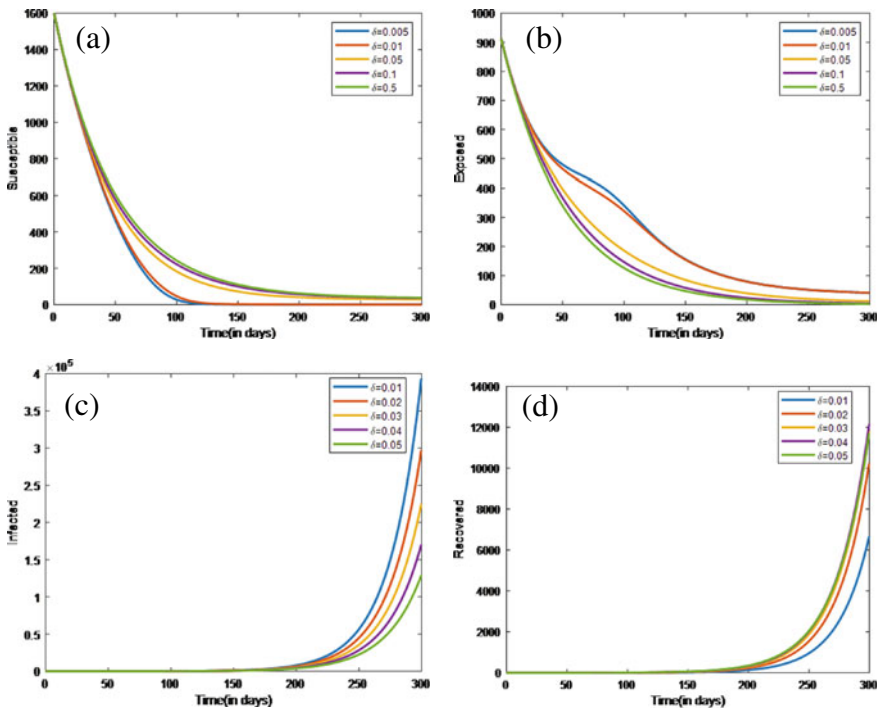 (a)
δ=0.005
δ=0.01
δ=0.05
δ=0.1
δ=0.5
1600
1400
1200
1000
800
600
400
200
0
Susceptible
0 50 100 150 200 250 300
Time(in days)
(b)
δ=0.005
δ=0.01
δ=0.05
δ=0.1
δ=0.5
1000
900
800
700
600
500
400
300
200
100
0
Exposed
0 50 100 150 200 250 300
Time(in days)
(c)
×10⁵
δ=0.01
δ=0.02
δ=0.03
δ=0.04
δ=0.05
4
3.5
3
2.5
2
1.5
1
0.5
0
Infected
0 50 100 150 200 250 300
Time(in days)
(d)
δ=0.01
δ=0.02
δ=0.03
δ=0.04
δ=0.05
14000
12000
10000
8000
6000
4000
2000
0
Recovered
0 50 100 150 200 250 300
Time(in days)